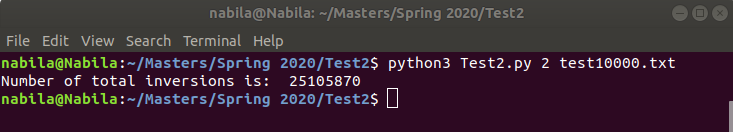 nabila@Nabila: ~/Masters/Spring 2020/Test2
File Edit View Search Terminal Help
nabila@Nabila:~/Masters/Spring 2020/Test2$ python3 Test2.py 2 test10000.txt
Number of total inversions is:  25105870
nabila@Nabila:~/Masters/Spring 2020/Test2$